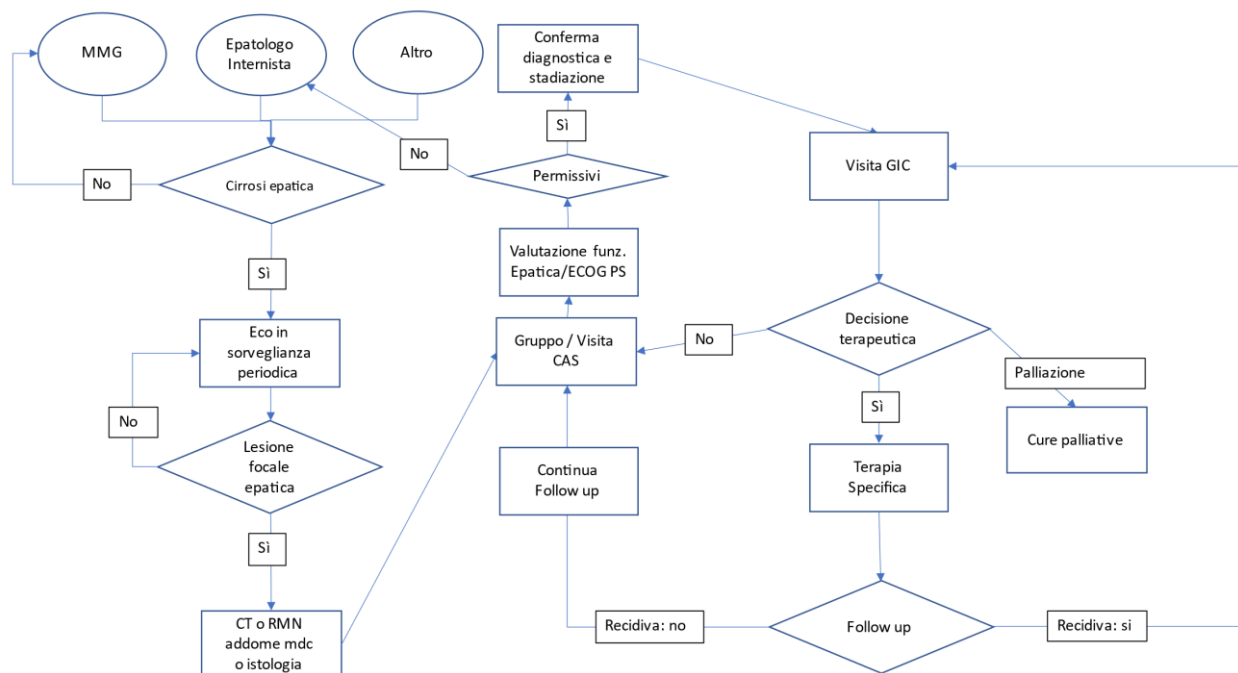 MMG
Epatologo
Internista
Altro
No
Cirrosi epatica
Sì
Eco in
sorveglianza
periodica
No
Lesione
focale
epatica
Sì
CT o RMN
addome mdc
o istologia
Conferma
diagnostica e
stadiazione
Sì
No
Permissivi
Valutazione funz.
Epatica/ECOG PS
Gruppo / Visita
CAS
Continua
Follow up
Recidiva: no
Visita GIC
Decisione
terapeutica
No
Palliazione
Sì
Cure palliative
Terapia
Specifica
Follow up
Recidiva: si